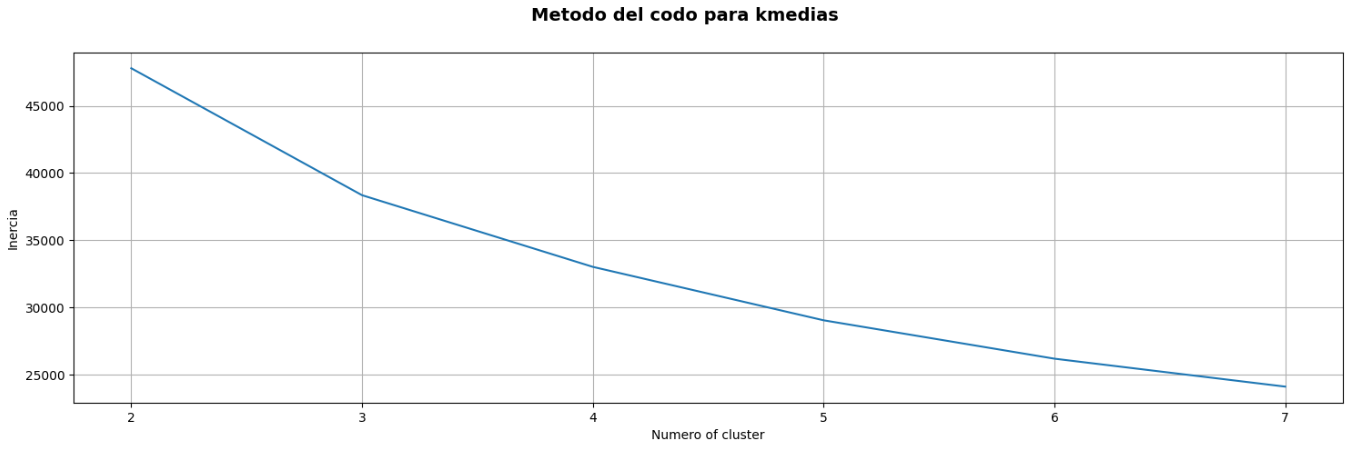 Metodo del codo para kmedias
45000
40000
35000
30000
25000
Inercia
2 3 4 5 6 7
Numero of cluster